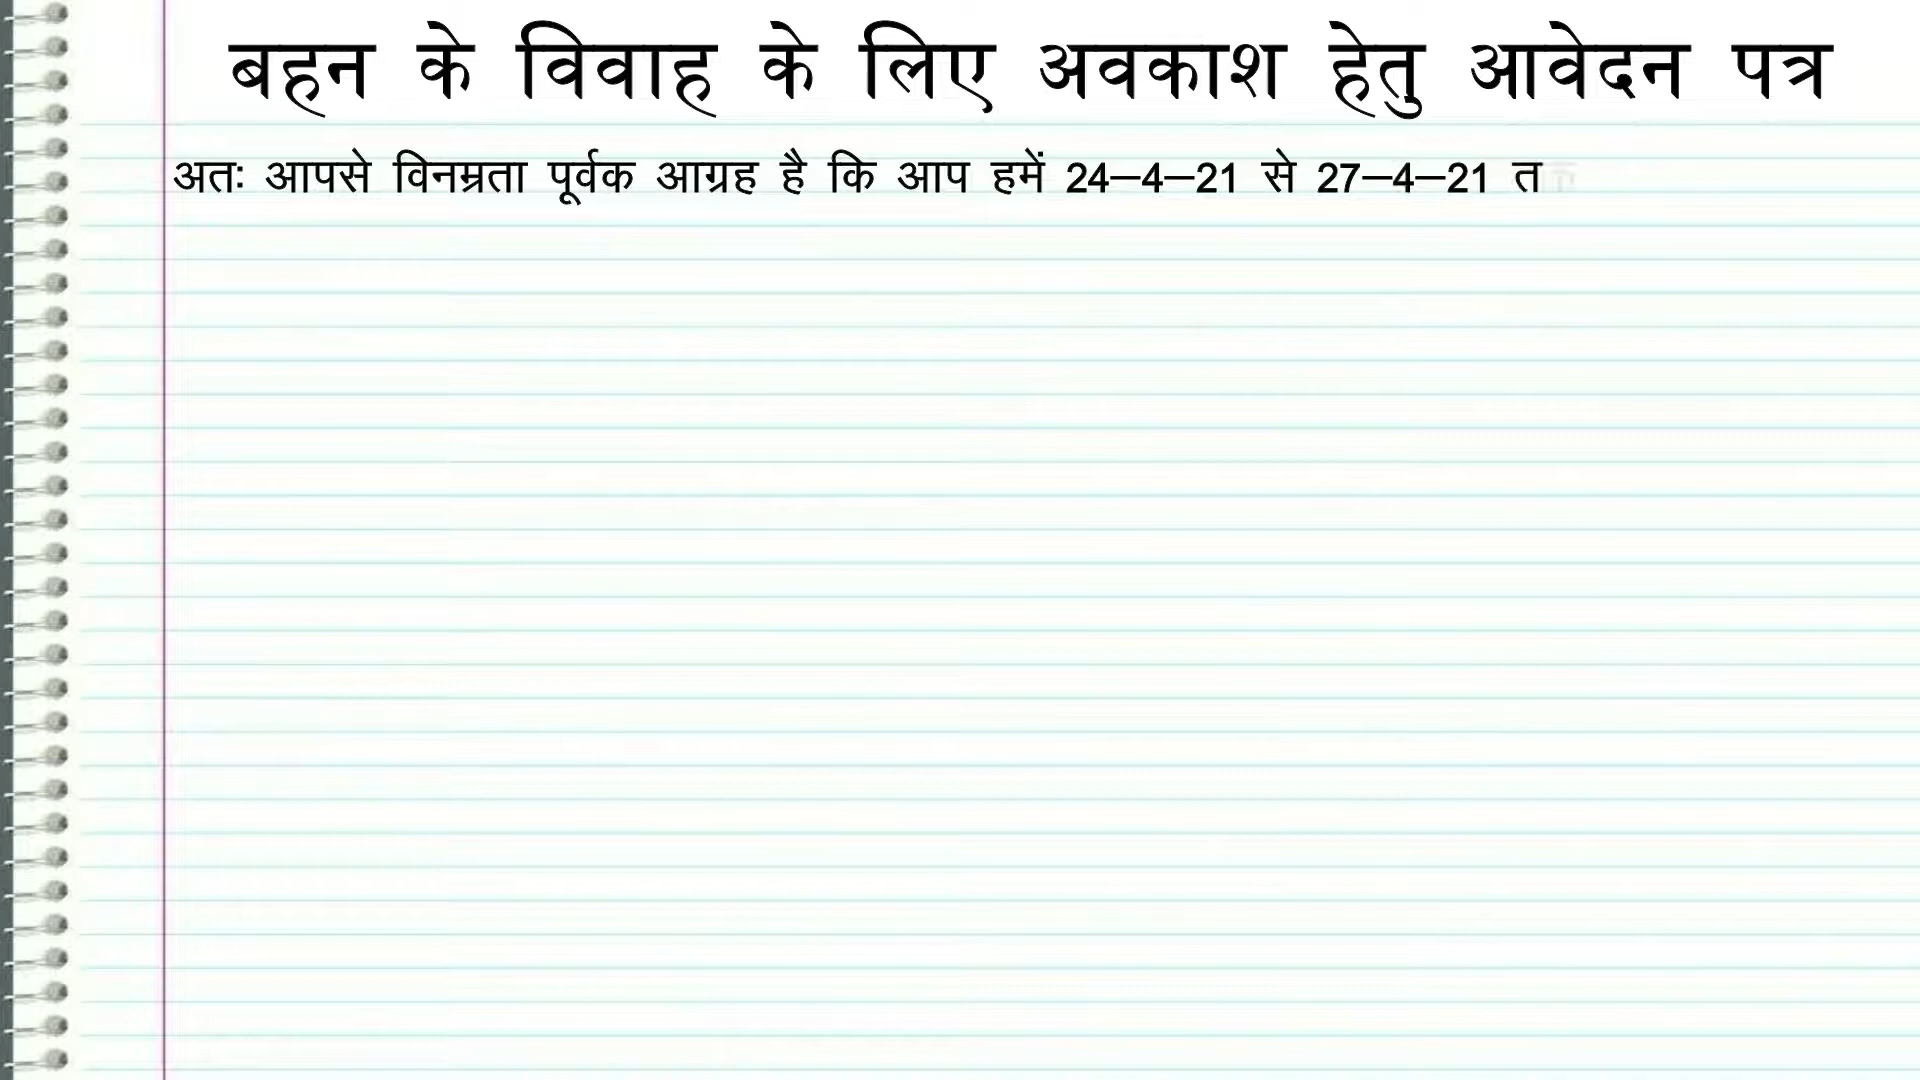 बहन के विवाह के लिए अवकाश हेतु आवेदन पत्र
अतः आपसे विनम्रता पूर्वक आग्रह है कि आप हमें 24–4–21 से 27–4–21 त